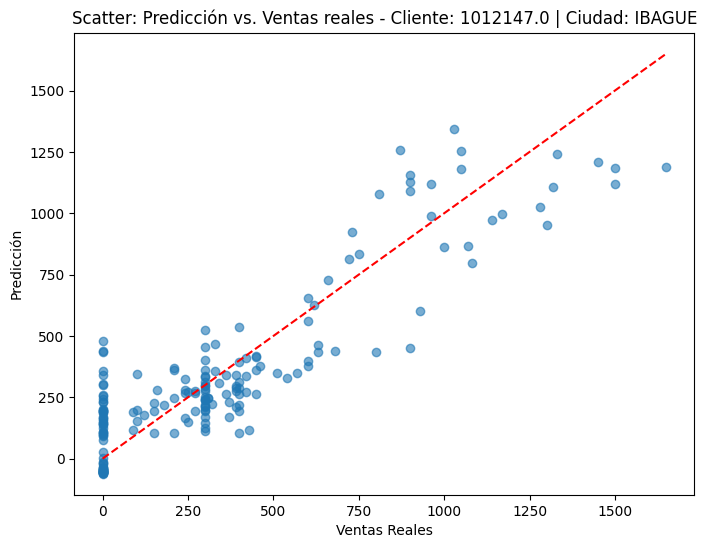 Scatter: Predicción vs. Ventas reales - Cliente: 1012147.0 | Ciudad: IBAGUE
Predicción
1500
1250
1000
750
500
250
0
0 250 500 750 1000 1250 1500
Ventas Reales